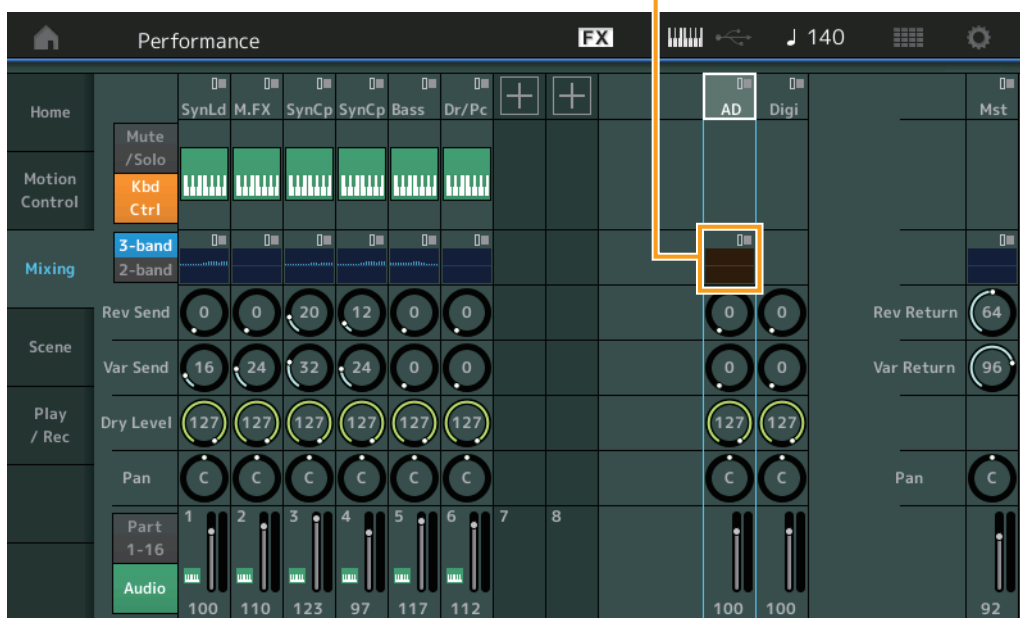 Performance FX 140
SynLd M.FX SynCp SynCp Bass Dr/Pc AD Digi Mst
Home
Mute
/Solo
Motion
Control
Kbd
Ctrl
3-band
2-band
Mixing
Rev Send 0 0 20 12 0 0 0 0 Rev Return 64
Scene
Var Send 16 24 32 24 0 0 0 0 Var Return 96
Play
/ Rec
Dry Level 127 127 127 127 127 127 127 127
Pan C C C C C C C C Pan C
1 2 3 4 5 6 7 8
Part
1-16
Audio
100 110 123 97 117 112 100 100 92